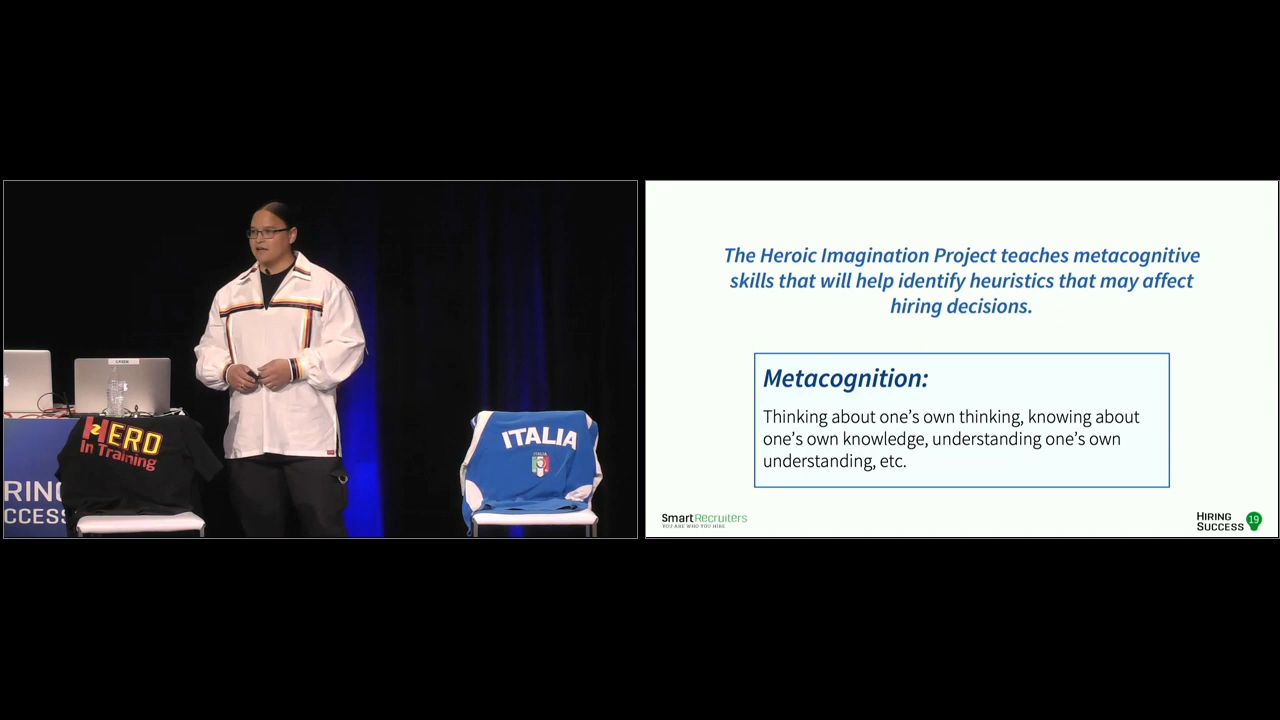 HERO
In Training
RING
CCESS
ITALIA
ITALIA
The Heroic Imagination Project teaches metacognitive
skills that will help identify heuristics that may affect
hiring decisions.
Metacognition:
Thinking about one's own thinking, knowing about
one's own knowledge, understanding one's own
understanding, etc.
SmartRecruiters
YOU ARE WHO YOU HIRE
HIRING
SUCCESS 19